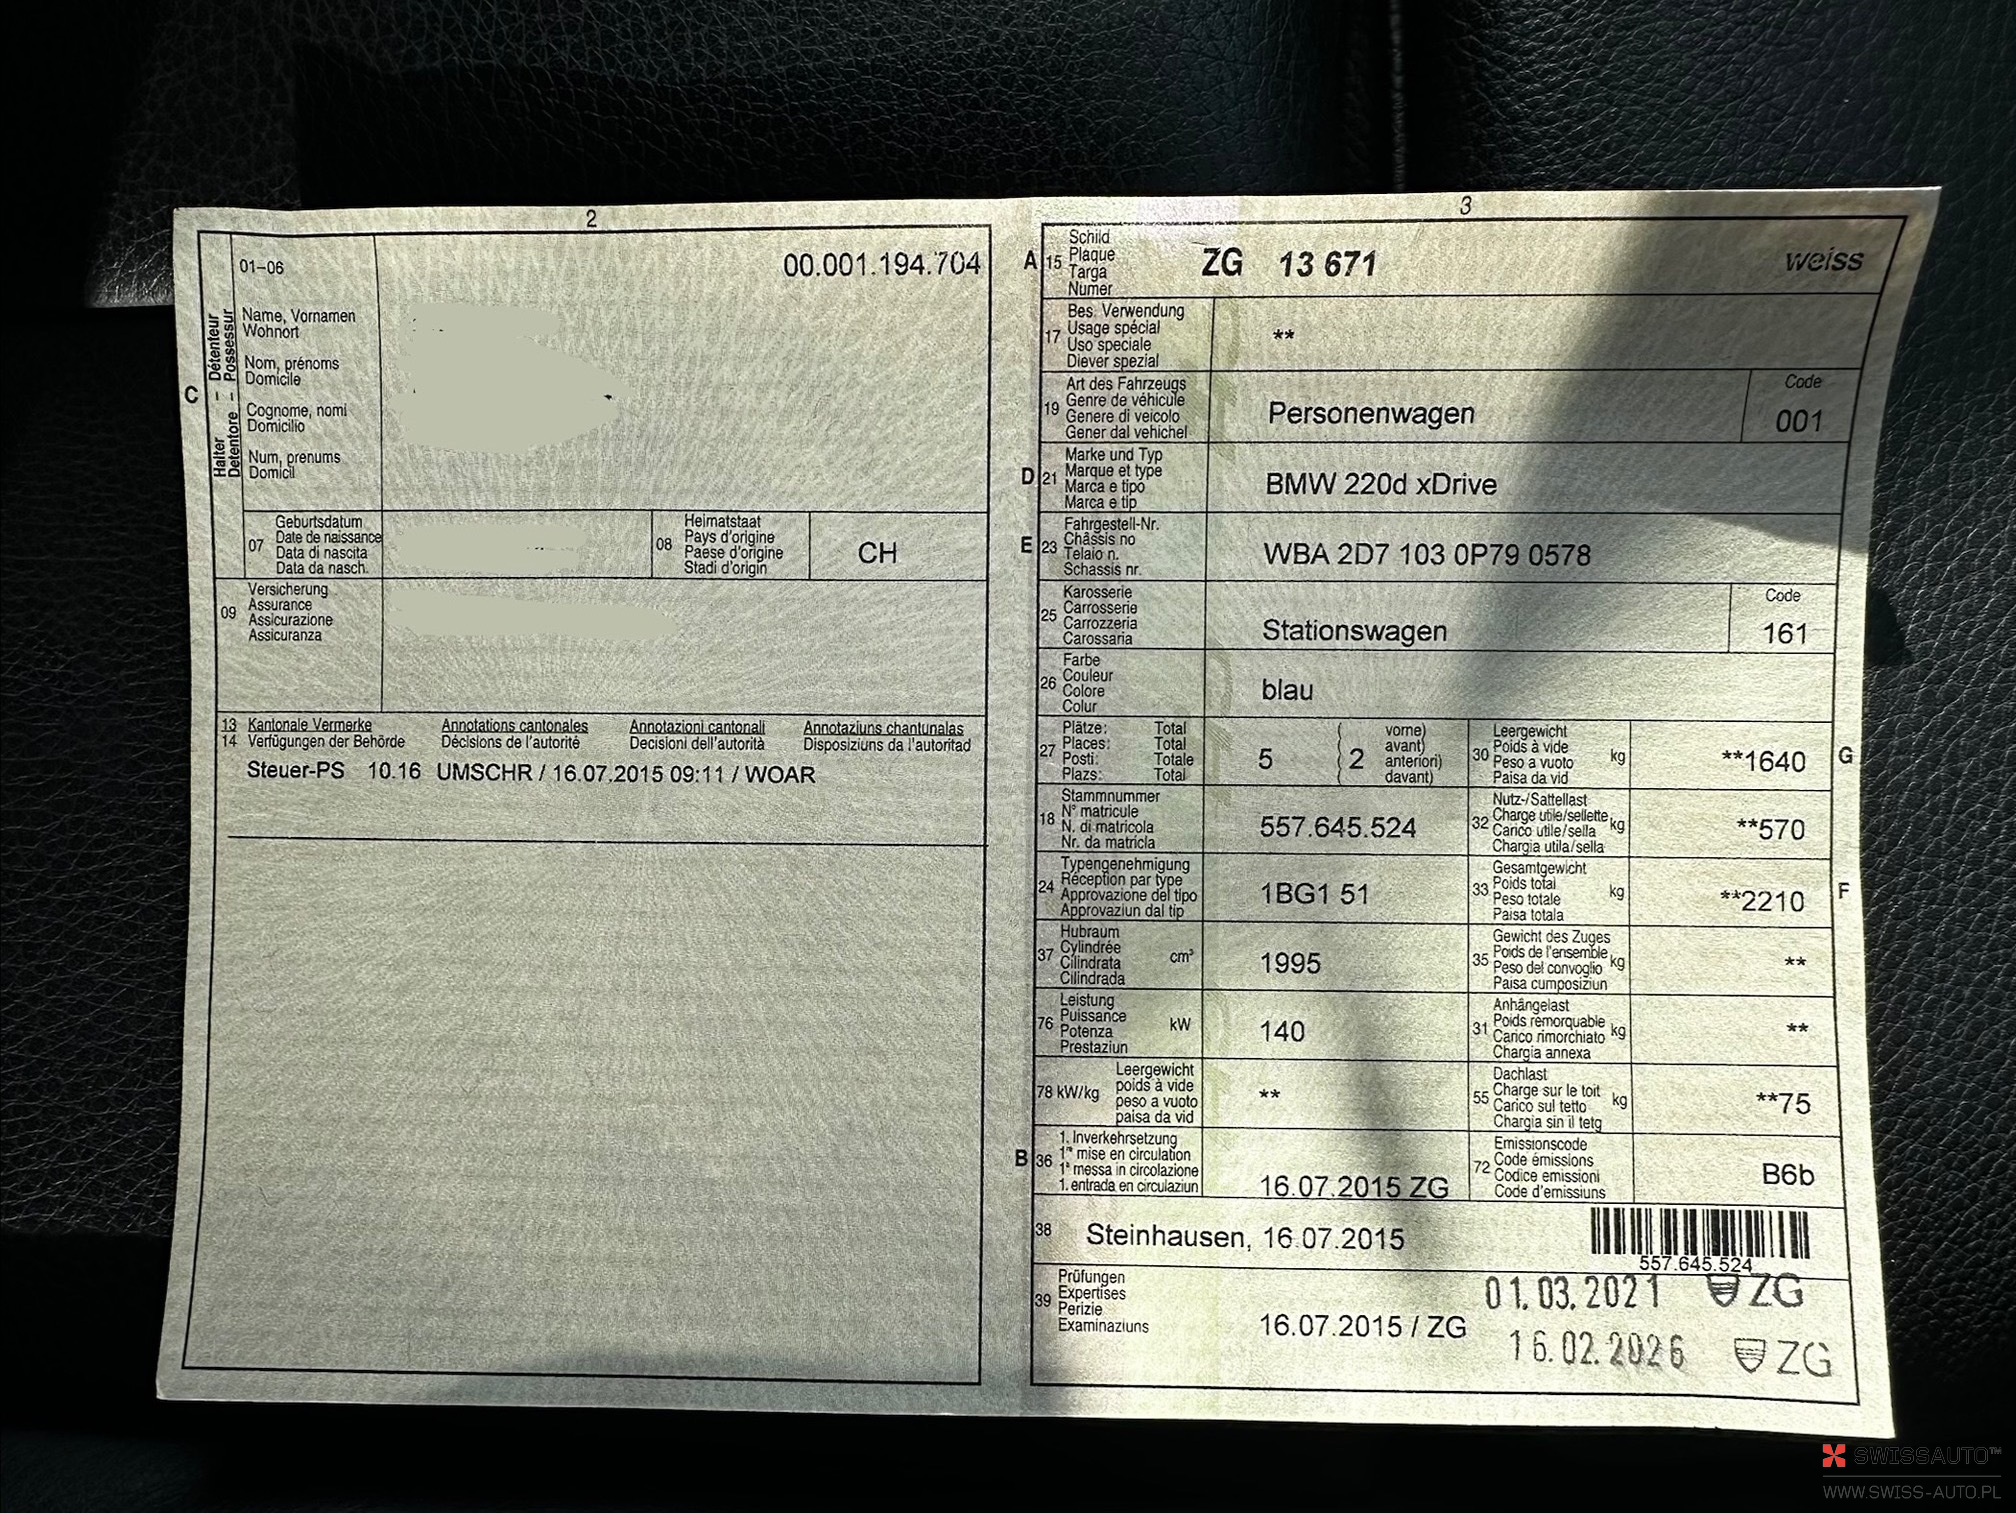 2
01-06
00.001.194.704
C
Halter - Détenteur
Detentore - Possessur
Name, Vornamen
Wohnort
Nom, prénoms
Domicile
Cognome, nomi
Domicilio
Num, prenums
Domicil
07
Geburtsdatum
Date de naissance
Data di nascita
Data da nasch.
08
Heimatstaat
Pays d'origine
Paese d'origine
Stadi d'origin
CH
09
Versicherung
Assurance
Assicurazione
Assicuranza
13 Kantonale Vermerke Annotations cantonales Annotazioni cantonali Annotaziuns chantunalas
14 Verfügungen der Behörde Décisions de l'autorité Decisioni dell'autorità Disposiziuns da l'autoritad
Steuer-PS 10.16 UMSCHR / 16.07.2015 09:11 / WOAR
3
A 15
Schild
Plaque
Targa
Numer
ZG 13 671
weiss
17
Bes. Verwendung
Usage spécial
Uso speciale
Diever spezial
**
19
Art des Fahrzeugs
Genre de véhicule
Genere di veicolo
Gener dal vehichel
Personenwagen
Code
001
D 21
Marke und Typ
Marque et type
Marca e tipo
Marca e tip
BMW 220d xDrive
E 23
Fahrgestell-Nr.
Châssis no
Telaio n.
Schassis nr.
WBA 2D7 103 0P79 0578
25
Karosserie
Carrosserie
Carrozzeria
Carossaria
Stationswagen
Code
161
26
Farbe
Couleur
Colore
Colur
blau
27
Plätze: Total
Places: Total
Posti: Totale
Plazs: Total
5 ( 2
vorne)
avant)
anteriori)
davant)
30
Leergewicht
Poids à vide
Peso a vuoto
Paisa da vid
kg
**1640
G
18
Stammnummer
N° matricule
N. di matricola
Nr. da matricla
557.645.524
32
Nutz-/Sattellast
Charge utile/sellette
Carico utile/sella
Chargia utila/sella
kg
**570
24
Typengenehmigung
Réception par type
Approvazione del tipo
Approvaziun dal tip
1BG1 51
33
Gesamtgewicht
Poids total
Peso totale
Paisa totala
kg
**2210
F
37
Hubraum
Cylindrée
Cilindrata
Cilindrada
cm³
1995
35
Gewicht des Zuges
Poids de l'ensemble
Peso del convoglio
Paisa cumposiziun
kg
**
76
Leistung
Puissance
Potenza
Prestaziun
kW
140
31
Anhängelast
Poids remorquable
Carico rimorchiato
Chargia annexa
kg
**
78 kW/kg
Leergewicht
poids à vide
peso a vuoto
paisa da vid
**
55
Dachlast
Charge sur le toit
Carico sul tetto
Chargia sin il tetg
kg
**75
B 36
1. Inverkehrsetzung
1re mise en circulation
1a messa in circolazione
1. entrada en circulaziun
16.07.2015 ZG
72
Emissionscode
Code émissions
Codice emissioni
Code d'emissiuns
B6b
38
Steinhausen, 16.07.2015
557.645.524
39
Prüfungen
Expertises
Perizie
Examinaziuns
16.07.2015 / ZG
01.03.2021 ZG
16.02.2026 ZG
SWISSAUTO™
WWW.SWISS-AUTO.PL